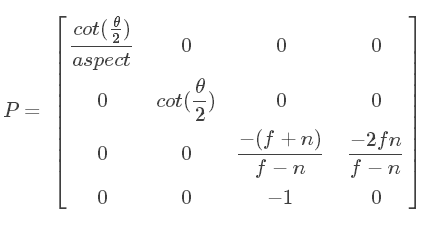 P = [ cot(θ/2)/aspect 0 0 0
0 cot(θ/2) 0 0
0 0 -(f + n)/(f - n) -2fn/(f - n)
0 0 -1 0 ]